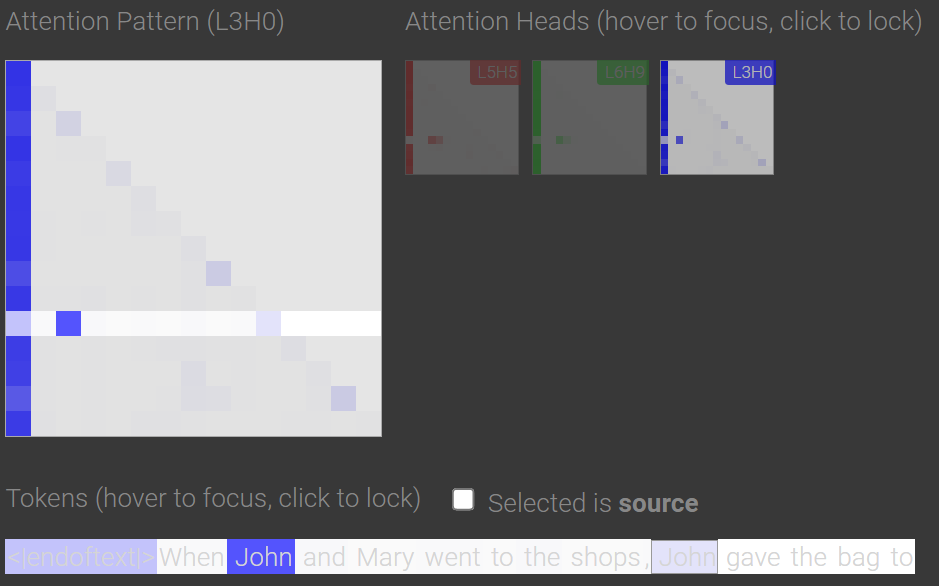 Attention Pattern (L3H0)
Attention Heads (hover to focus, click to lock)
L5H5
L6H9
L3H0
Tokens (hover to focus, click to lock)
Selected is source
<|endoftext|> When John and Mary went to the shops, John gave the bag to